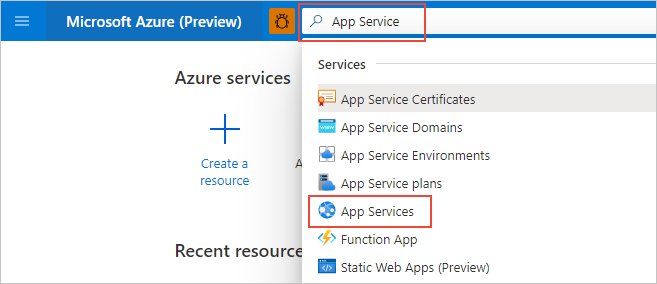 Microsoft Azure (Preview)
App Service
Azure services
Create a
resource
A
Recent resource
Services
App Service Certificates
App Service Domains
App Service Environments
App Service plans
App Services
Function App
Static Web Apps (Preview)